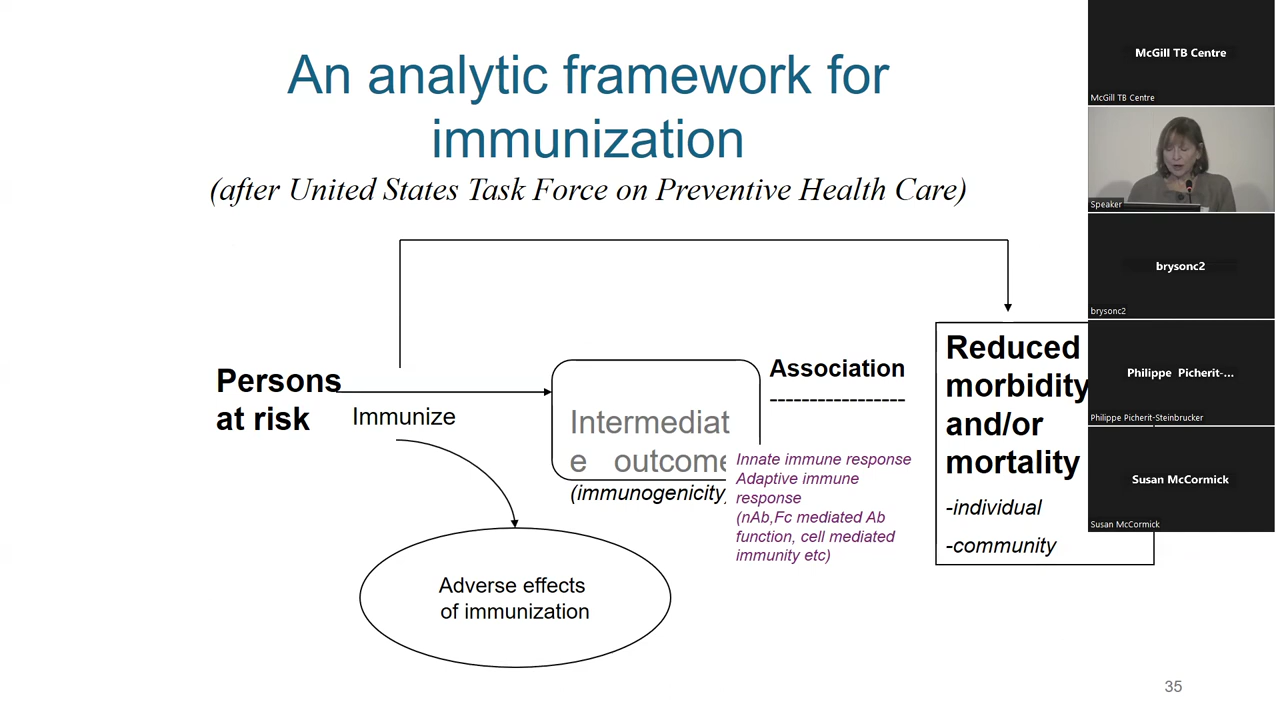 An analytic framework for
immunization
(after United States Task Force on Preventive Health Care)
Persons
at risk
Immunize
Intermediat
e outcome
(immunogenicity)
Association
-----------------
Innate immune response
Adaptive immune
response
(nAb,Fc mediated Ab
function, cell mediated
immunity etc)
Reduced
morbidity
and/or
mortality
-individual
-community
Adverse effects
of immunization
35
McGill TB Centre
McGill TB Centre
Speaker
brysonc2
brysonc2
Philippe Picherit-...
Philippe Picherit-Steinbrucker
Susan McCormick
Susan McCormick